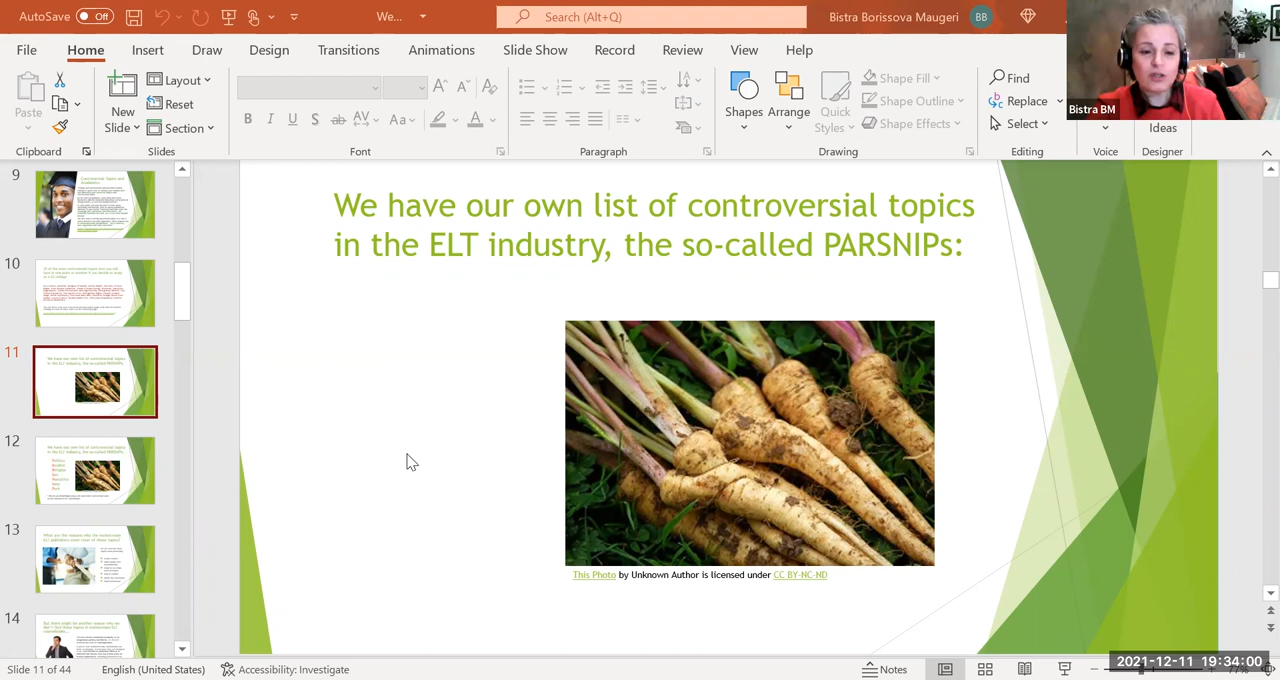 AutoSave Off We... Search (Alt+Q) Bistra Borissova Maugeri BB
File Home Insert Draw Design Transitions Animations Slide Show Record Review View Help
Paste
Clipboard
New
Slide
Layout
Reset
Section
Slides
B I U S ab AV Aa A
Font
Paragraph
Shapes
Arrange
Quick
Styles
Shape Fill
Shape Outline
Shape Effects
Drawing
Find
Replace
Select
Editing
Voice
Ideas
Designer
Bistra BM
9
10
11
12
13
14
We have our own list of controversial topics
in the ELT industry, the so-called PARSNIPs:
This Photo by Unknown Author is licensed under CC BY-NC-ND
Slide 11 of 44 English (United States) Accessibility: Investigate Notes
2021-12-11 19:34:00